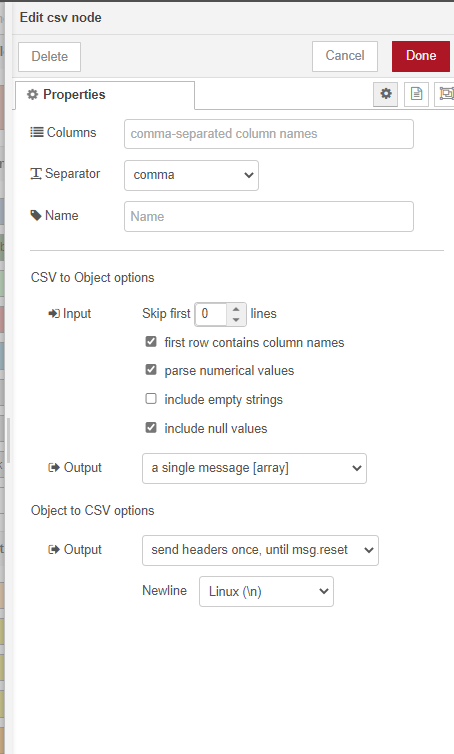 Edit csv node
Delete
Cancel
Done
Properties
Columns
comma-separated column names
Separator
comma
Name
Name
CSV to Object options
Input
Skip first 0 lines
first row contains column names
parse numerical values
include empty strings
include null values
Output
a single message [array]
Object to CSV options
Output
send headers once, until msg.reset
Newline
Linux (\n)